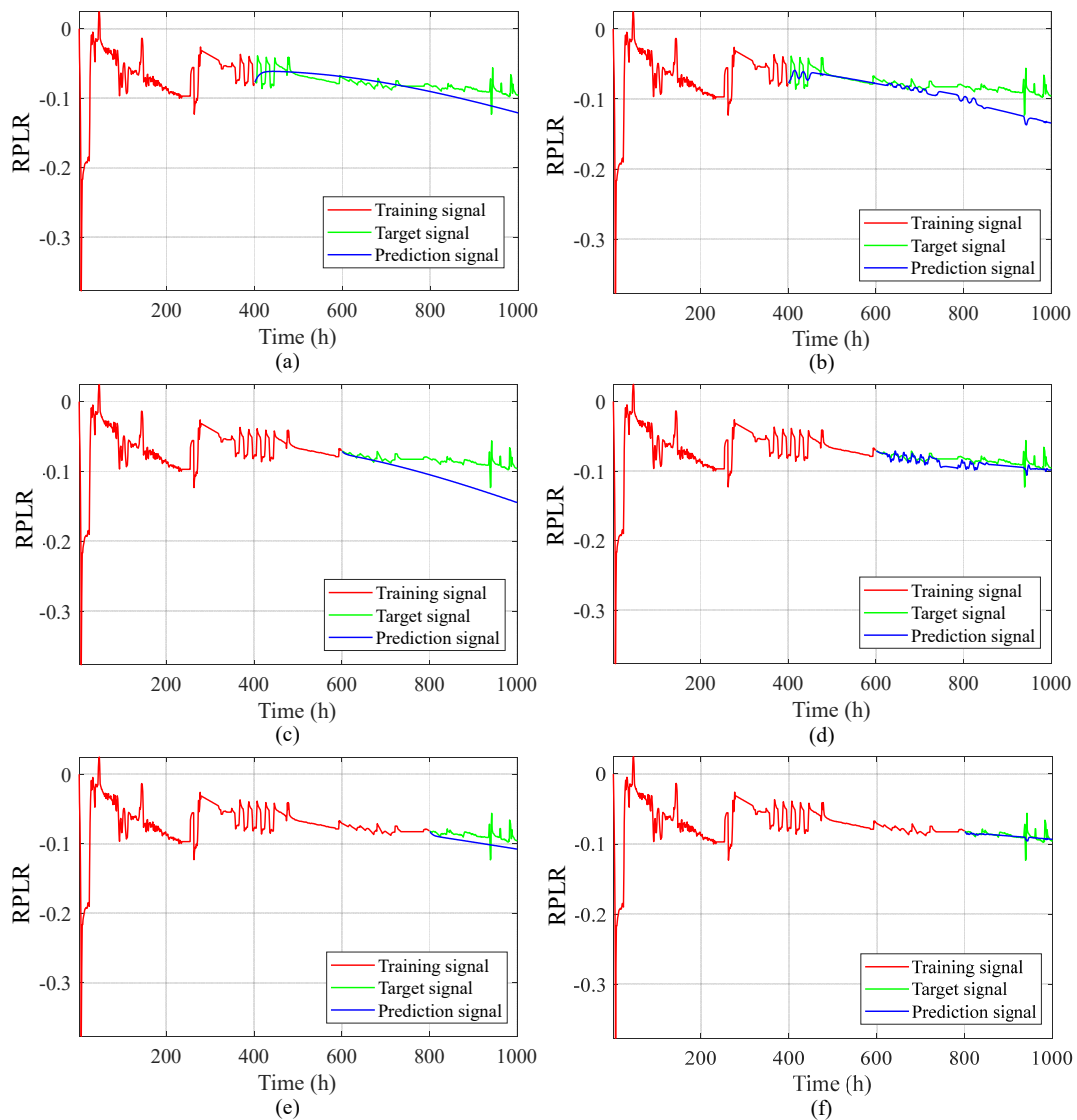 0
-0.1
-0.2
-0.3
RPLR
Training signal
Target signal
Prediction signal
200 400 600 800 1000
Time (h)
(a)
0
-0.1
-0.2
-0.3
RPLR
Training signal
Target signal
Prediction signal
200 400 600 800 1000
Time (h)
(b)
0
-0.1
-0.2
-0.3
RPLR
Training signal
Target signal
Prediction signal
200 400 600 800 1000
Time (h)
(c)
0
-0.1
-0.2
-0.3
RPLR
Training signal
Target signal
Prediction signal
200 400 600 800 1000
Time (h)
(d)
0
-0.1
-0.2
-0.3
RPLR
Training signal
Target signal
Prediction signal
200 400 600 800 1000
Time (h)
(e)
0
-0.1
-0.2
-0.3
RPLR
Training signal
Target signal
Prediction signal
200 400 600 800 1000
Time (h)
(f)